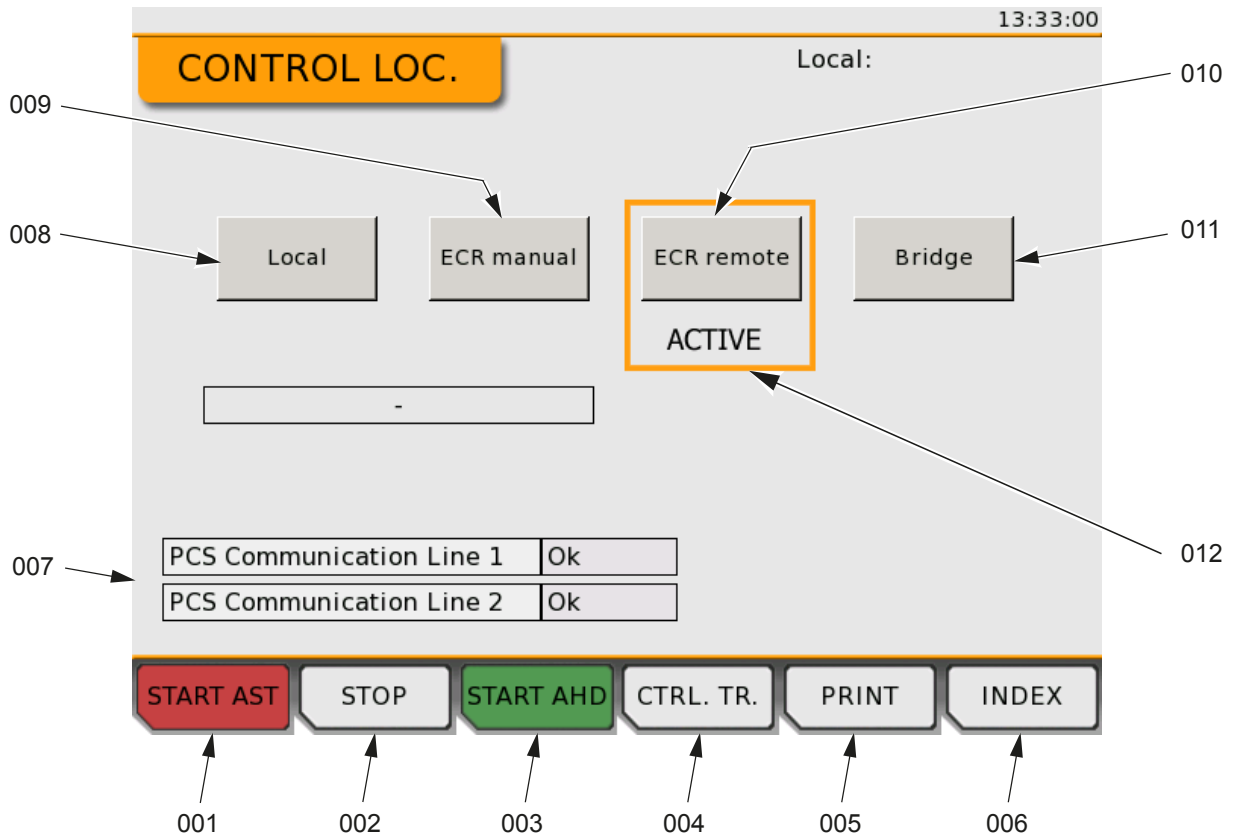 13:33:00
CONTROL LOC.
Local:
010
009
008
Local
ECR manual
ECR remote
Bridge
011
ACTIVE
-
007
PCS Communication Line 1 Ok
012
PCS Communication Line 2 Ok
START AST STOP START AHD CTRL. TR. PRINT INDEX
001 002 003 004 005 006